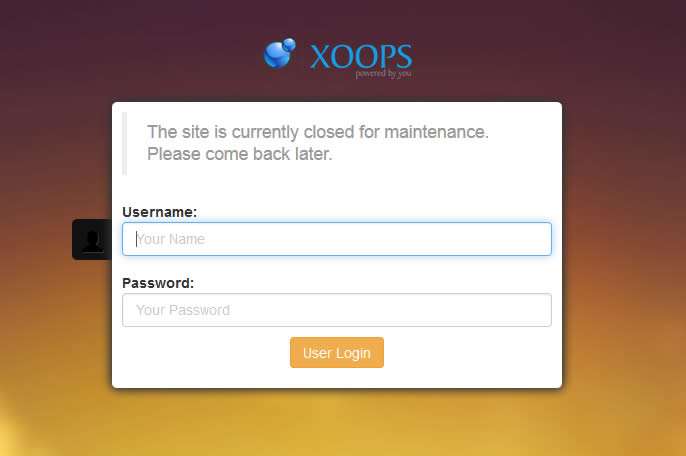 XOOPS
powered by you
The site is currently closed for maintenance.
Please come back later.
Username:
Your Name
Password:
Your Password
User Login